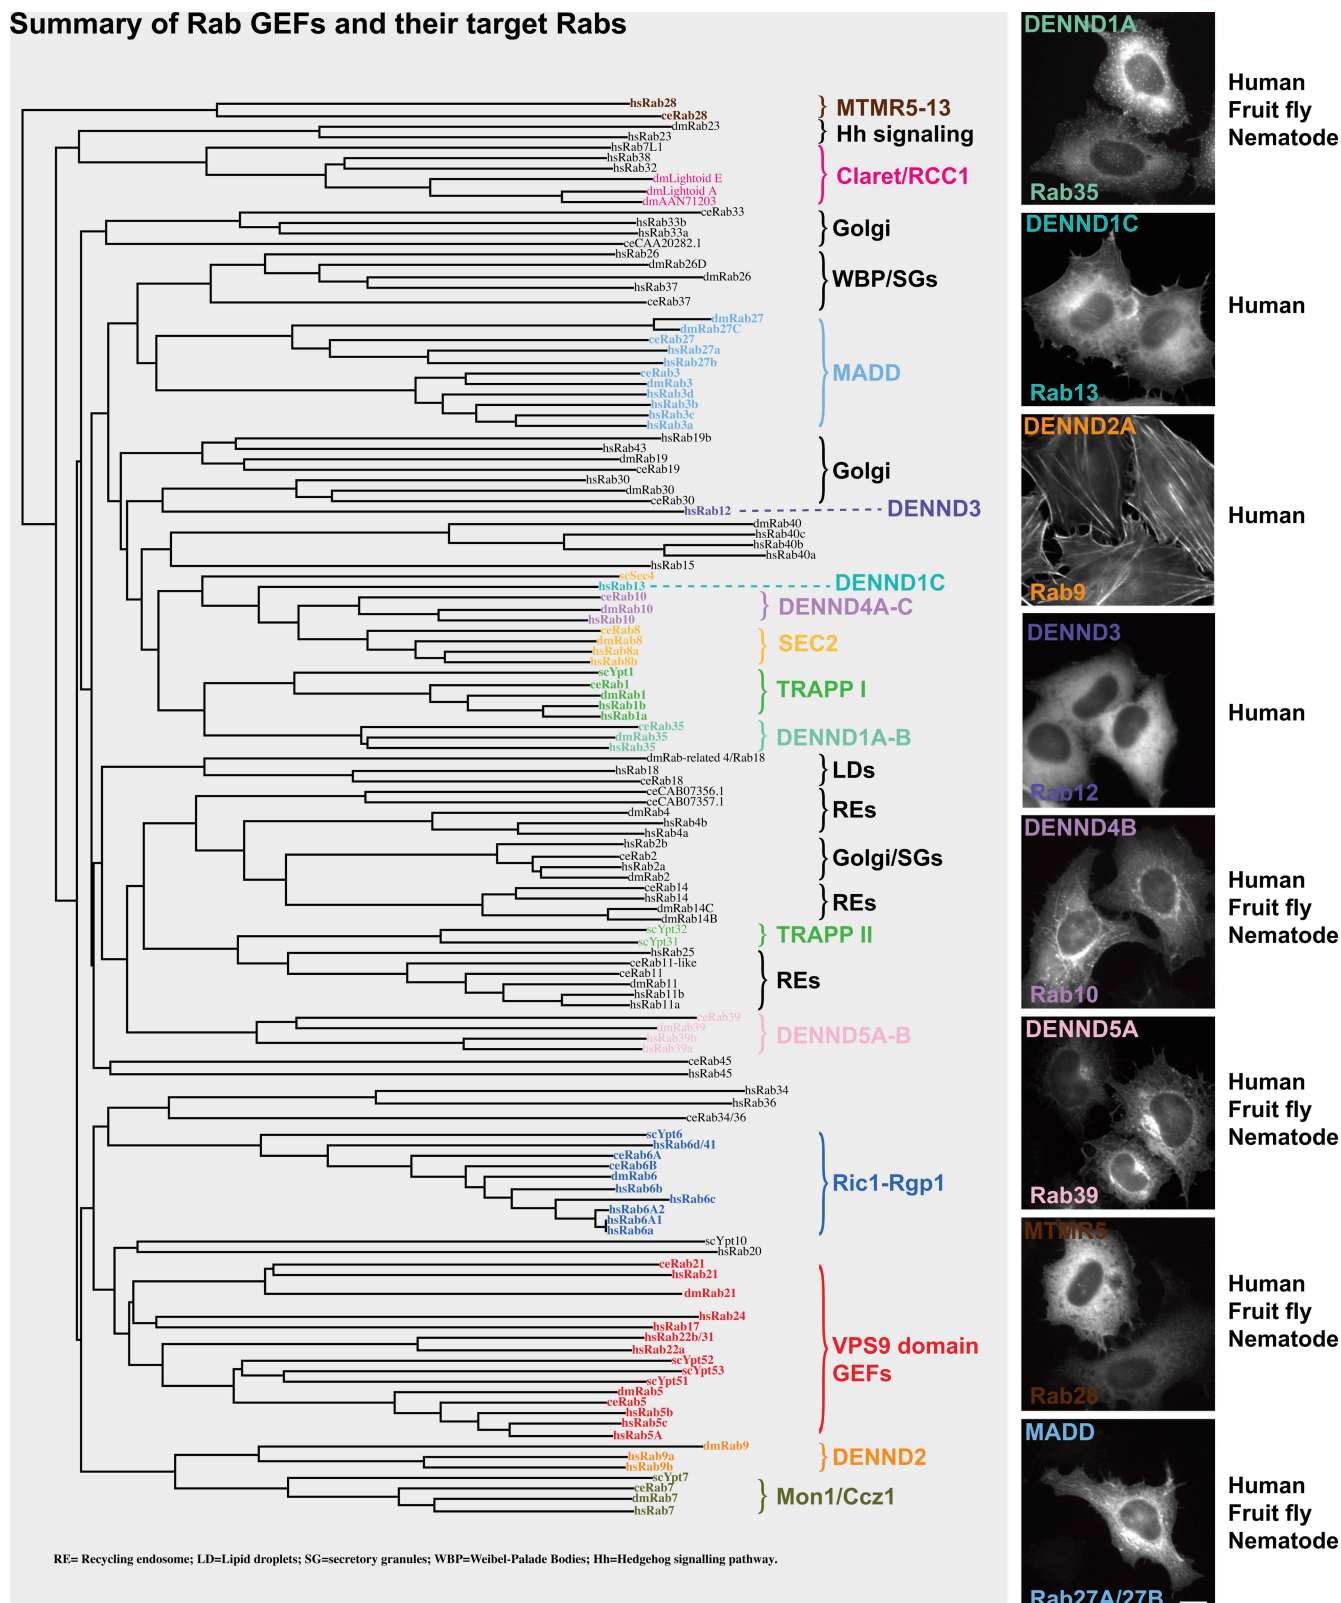 Summary of Rab GEFs and their target Rabs
hsRab28
ceRab28
MTMR5-13
dmRab23
hsRab23
Hh signaling
hsRab7L1
hsRab38
hsRab32
dmLightoid E
dmLightoid A
dmAAN71203
Claret/RCC1
ceRab33
hsRab33b
hsRab33a
ceCAA20282.1
Golgi
hsRab26
dmRab26D
dmRab26
hsRab37
ceRab37
WBP/SGs
dmRab27
dmRab27C
ceRab27
hsRab27a
hsRab27b
ceRab3
dmRab3
hsRab3d
hsRab3b
hsRab3c
hsRab3a
MADD
hsRab19b
hsRab43
dmRab19
ceRab19
hsRab30
dmRab30
ceRab30
Golgi
hsRab12
DENND3
dmRab40
hsRab40c
hsRab40b
hsRab40a
hsRab15
scSec4
hsRab13
DENND1C
ceRab10
dmRab10
hsRab10
DENND4A-C
ceRab8
dmRab8
hsRab8a
hsRab8b
SEC2
scYpt1
ceRab1
dmRab1
hsRab1b
hsRab1a
TRAPP I
ceRab35
dmRab35
hsRab35
DENND1A-B
dmRab-related 4/Rab18
hsRab18
ceRab18
LDs
ceCAB07356.1
ceCAB07357.1
dmRab4
hsRab4b
hsRab4a
REs
hsRab2b
ceRab2
hsRab2a
dmRab2
Golgi/SGs
ceRab14
hsRab14
dmRab14C
dmRab14B
REs
scYpt32
scYpt31
TRAPP II
hsRab25
ceRab11-like
ceRab11
dmRab11
hsRab11b
hsRab11a
REs
ceRab39
dmRab39
hsRab39b
hsRab39a
DENND5A-B
ceRab45
hsRab45
hsRab34
hsRab36
ceRab34/36
scYpt6
hsRab6d/41
ceRab6A
ceRab6B
dmRab6
hsRab6b
hsRab6c
hsRab6A2
hsRab6A1
hsRab6a
Ric1-Rgp1
scYpt10
hsRab20
ceRab21
hsRab21
dmRab21
hsRab24
hsRab17
hsRab22b/31
hsRab22a
scYpt52
scYpt53
scYpt51
dmRab5
ceRab5
hsRab5b
hsRab5c
hsRab5A
VPS9 domain
GEFs
dmRab9
hsRab9a
hsRab9b
DENND2
scYpt7
ceRab7
dmRab7
hsRab7
Mon1/Ccz1
RE= Recycling endosome; LD=Lipid droplets; SG=secretory granules; WBP=Weibel-Palade Bodies; Hh=Hedgehog signalling pathway.
DENND1A
Rab35
Human
Fruit fly
Nematode
DENND1C
Rab13
Human
DENND2A
Rab9
Human
DENND3
Rab12
Human
DENND4B
Rab10
Human
Fruit fly
Nematode
DENND5A
Rab39
Human
Fruit fly
Nematode
MTMR5
Rab28
Human
Fruit fly
Nematode
MADD
Rab27A/27B
Human
Fruit fly
Nematode